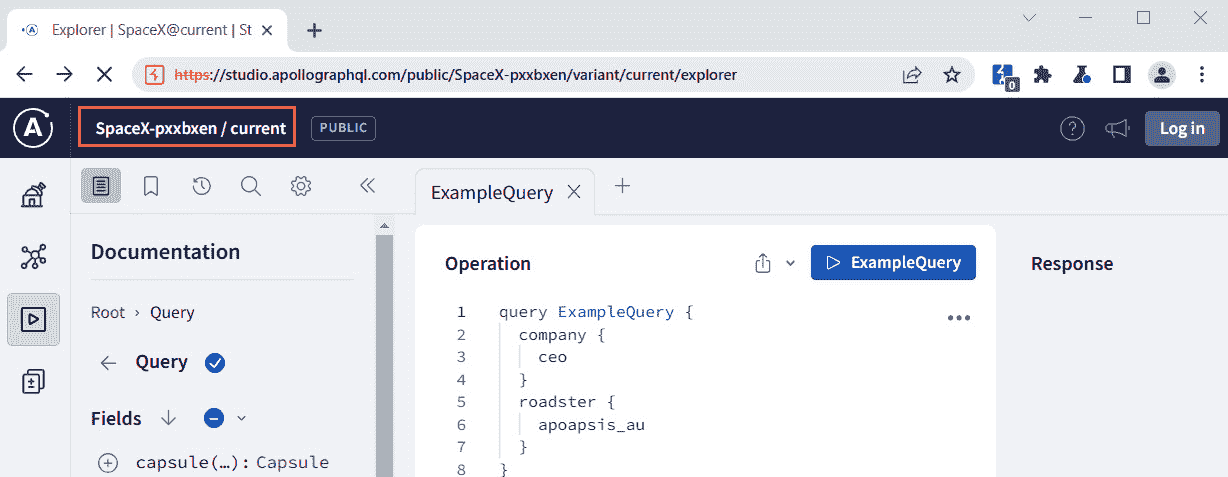 Explorer | SpaceX@current | St
https://studio.apollographql.com/public/SpaceX-pxxbxen/variant/current/explorer
0
A
SpaceX-pxxbxen / current
PUBLIC
?
Log in
ExampleQuery
Documentation
Root › Query
Query
Fields
capsule(…): Capsule
Operation
ExampleQuery
1 query ExampleQuery {
2 company {
3 ceo
4 }
5 roadster {
6 apoapsis_au
7 }
8 }
Response